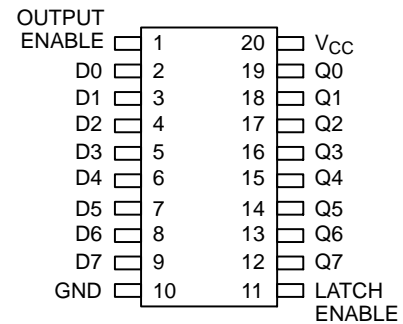 OUTPUT
ENABLE 1 20 VCC
D0 2 19 Q0
D1 3 18 Q1
D2 4 17 Q2
D3 5 16 Q3
D4 6 15 Q4
D5 7 14 Q5
D6 8 13 Q6
D7 9 12 Q7
GND 10 11 LATCH
ENABLE